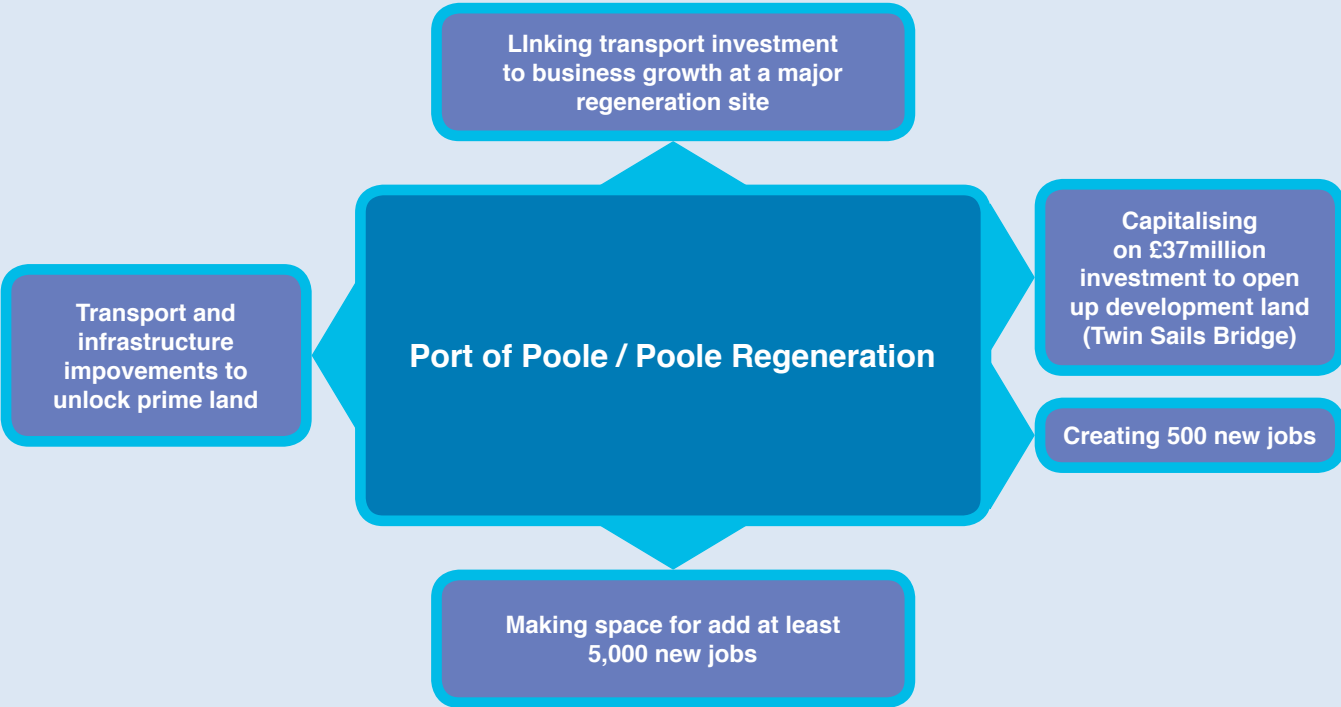 LInking transport investment
to business growth at a major
regeneration site
Transport and
infrastructure
impovements to
unlock prime land
Port of Poole / Poole Regeneration
Capitalising
on £37million
investment to open
up development land
(Twin Sails Bridge)
Creating 500 new jobs
Making space for add at least
5,000 new jobs